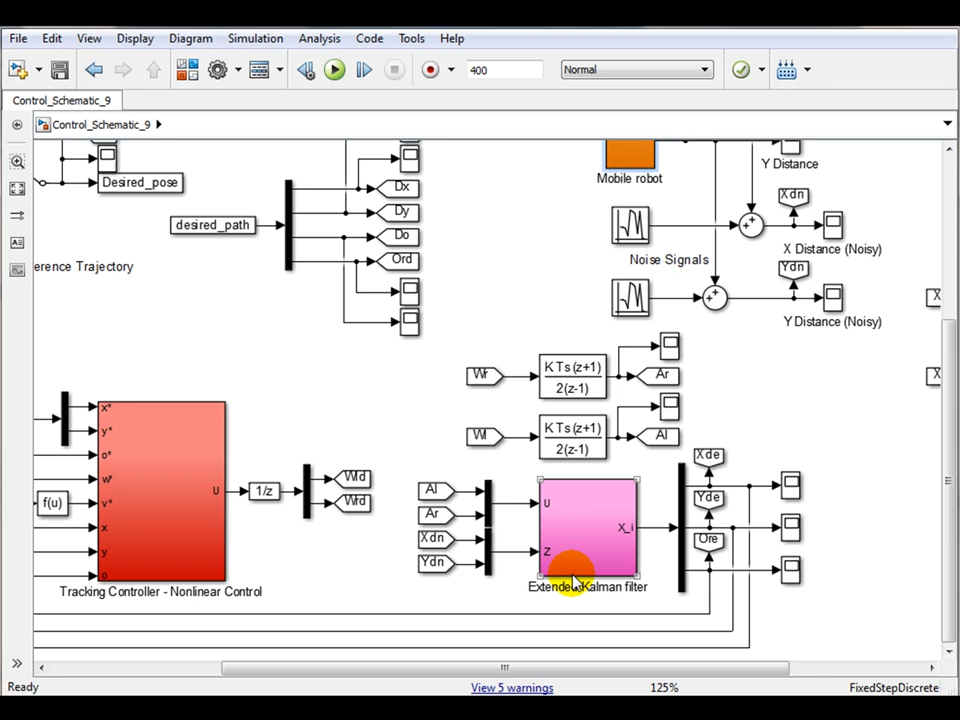 File Edit View Display Diagram Simulation Analysis Code Tools Help
400 Normal
Control_Schematic_9
Control_Schematic_9
Desired_pose
desired_path
Dx
Dy
Do
Ord
erence Trajectory
Mobile robot
Y Distance
Xdn
X Distance (Noisy)
Noise Signals
Ydn
Y Distance (Noisy)
X
X
Wr
K Ts(z+1)
2(z-1)
Ar
Wl
K Ts(z+1)
2(z-1)
Al
x*
y*
o*
w*
v*
x
y
o
U
f(u)
1/z
Wld
Wrd
Tracking Controller - Nonlinear Control
Al
Ar
Xdn
Ydn
U
Z
X_i
Extended Kalman filter
Xde
Yde
Ore
Ready View 5 warnings 125% FixedStepDiscrete